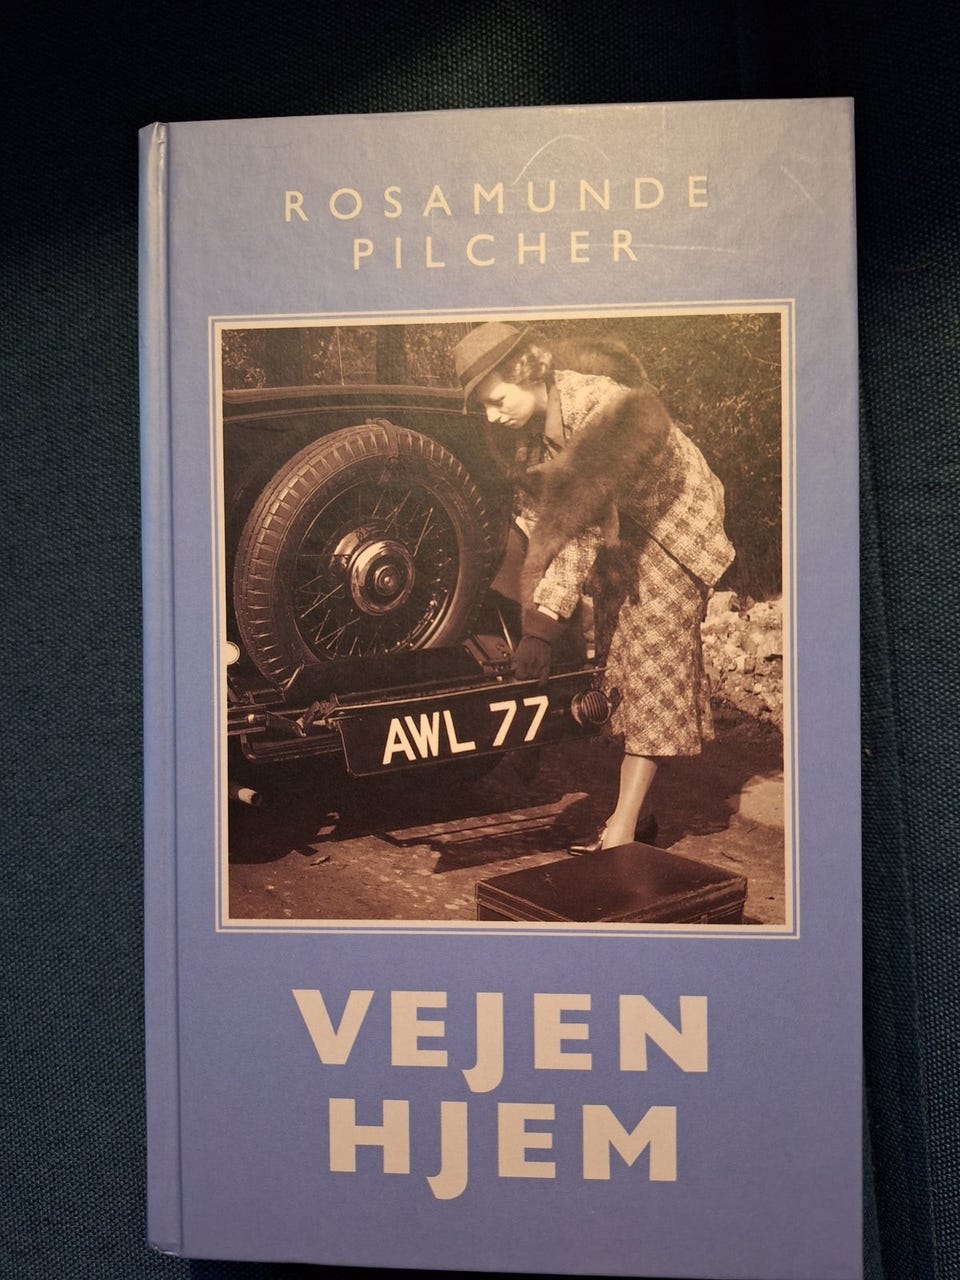 ROSAMUNDE
PILCHER
AWL 77
VEJEN
HJEM